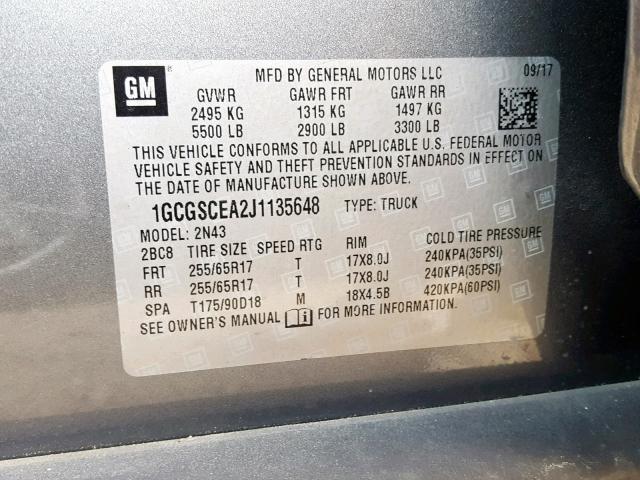 GM ®
MFD BY GENERAL MOTORS LLC 09/17
GVWR GAWR FRT GAWR RR
2495 KG 1315 KG 1497 KG
5500 LB 2900 LB 3300 LB
THIS VEHICLE CONFORMS TO ALL APPLICABLE U.S. FEDERAL MOTOR
VEHICLE SAFETY AND THEFT PREVENTION STANDARDS IN EFFECT ON
THE DATE OF MANUFACTURE SHOWN ABOVE.
1GCGSCEA2J1135648 TYPE: TRUCK
MODEL: 2N43
2BC8 TIRE SIZE SPEED RTG RIM COLD TIRE PRESSURE
FRT 255/65R17 T 17X8.0J 240KPA(35PSI)
RR 255/65R17 T 17X8.0J 240KPA(35PSI)
SPA T175/90D18 M 18X4.5B 420KPA(60PSI)
SEE OWNER'S MANUAL i FOR MORE INFORMATION.